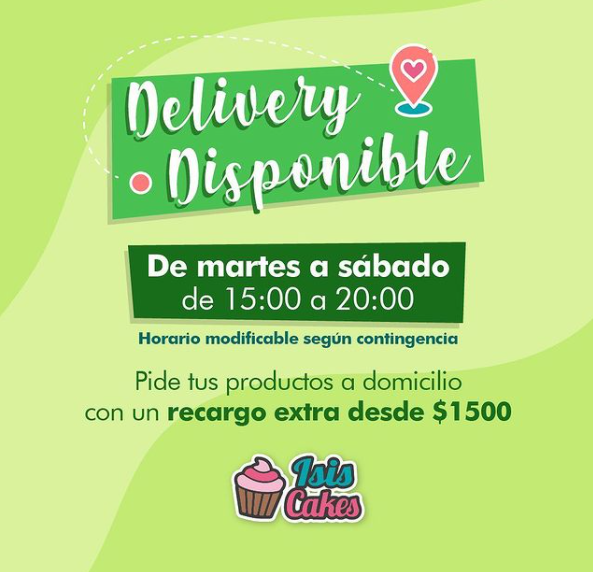 Delivery
Disponible
De martes a sábado
de 15:00 a 20:00
Horario modificable según contingencia
Pide tus productos a domicilio
con un recargo extra desde $1500
Isis
Cakes